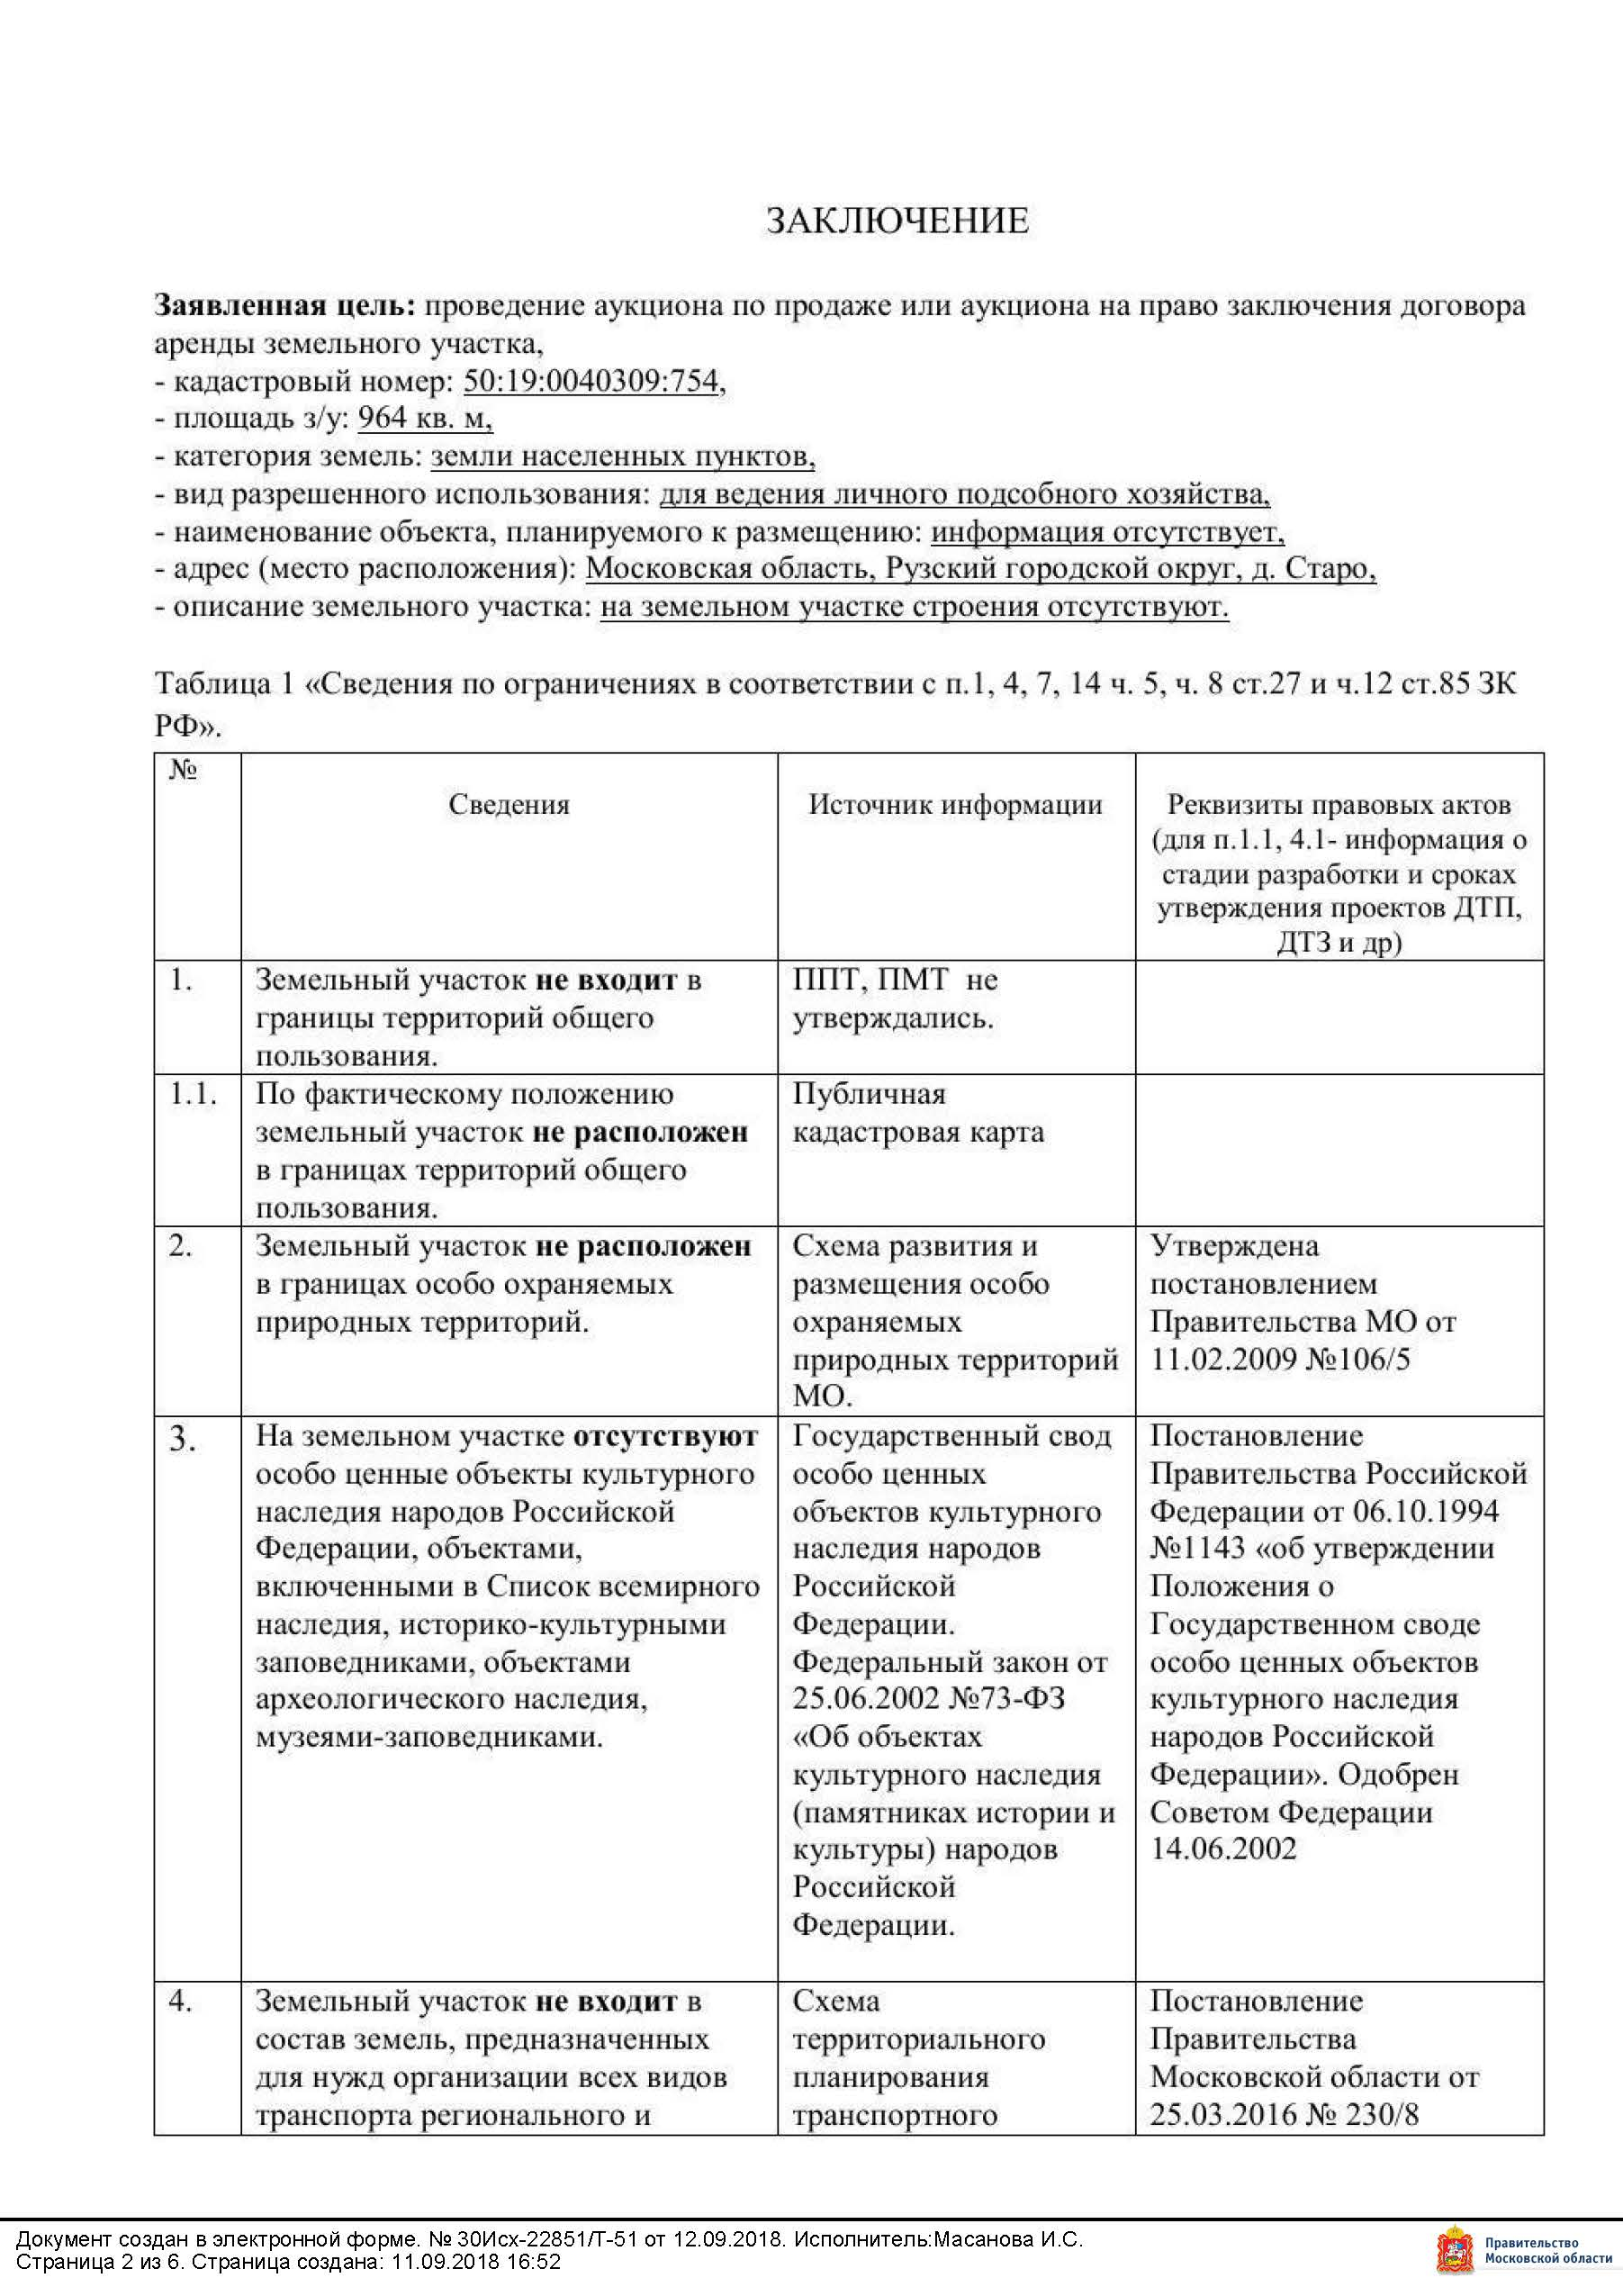 ЗАКЛЮЧЕНИЕ
Заявленная цель: проведение аукциона по продаже или аукциона на право заключения договора
аренды земельного участка,
- кадастровый номер: 50:19:0040309:754,
- площадь з/у: 964 кв. м,
- категория земель: земли населенных пунктов,
- вид разрешенного использования: для ведения личного подсобного хозяйства,
- наименование объекта, планируемого к размещению: информация отсутствует,
- адрес (место расположения): Московская область, Рузский городской округ, д. Старо,
- описание земельного участка: на земельном участке строения отсутствуют.
Таблица 1 «Сведения по ограничениях в соответствии с п.1, 4, 7, 14 ч. 5, ч. 8 ст.27 и ч.12 ст.85 ЗК
РФ».
№
Сведения
Источник информации
Реквизиты правовых актов
(для п.1.1, 4.1- информация о
стадии разработки и сроках
утверждения проектов ДТП,
ДТЗ и др)
1.
Земельный участок не входит в
границы территорий общего
пользования.
ППТ, ПМТ не
утверждались.
1.1.
По фактическому положению
земельный участок не расположен
в границах территорий общего
пользования.
Публичная
кадастровая карта
2.
Земельный участок не расположен
в границах особо охраняемых
природных территорий.
Схема развития и
размещения особо
охраняемых
природных территорий
МО.
Утверждена
постановлением
Правительства МО от
11.02.2009 №106/5
3.
На земельном участке отсутствуют
особо ценные объекты культурного
наследия народов Российской
Федерации, объектами,
включенными в Список всемирного
наследия, историко-культурными
заповедниками, объектами
археологического наследия,
музеями-заповедниками.
Государственный свод
особо ценных
объектов культурного
наследия народов
Российской
Федерации.
Федеральный закон от
25.06.2002 №73-ФЗ
«Об объектах
культурного наследия
(памятниках истории и
культуры) народов
Российской
Федерации.
Постановление
Правительства Российской
Федерации от 06.10.1994
№1143 «об утверждении
Положения о
Государственном своде
особо ценных объектов
культурного наследия
народов Российской
Федерации». Одобрен
Советом Федерации
14.06.2002
4.
Земельный участок не входит в
состав земель, предназначенных
для нужд организации всех видов
транспорта регионального и
Схема
территориального
планирования
транспортного
Постановление
Правительства
Московской области от
25.03.2016 № 230/8
Документ создан в электронной форме. № 30Исх-22851/Т-51 от 12.09.2018. Исполнитель:Масанова И.С.
Страница 2 из 6. Страница создана: 11.09.2018 16:52
Правительство
Московской области